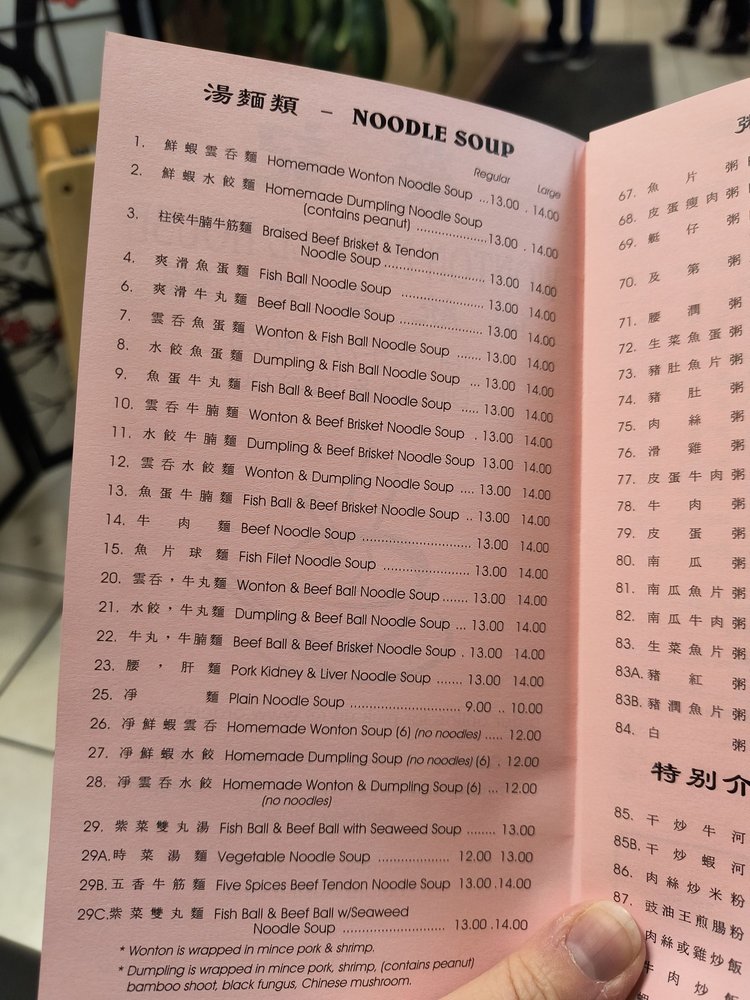 湯麵類 – NOODLE SOUP
Regular Large
1. 鮮蝦雲吞麵 Homemade Wonton Noodle Soup ...13.00 . 14.00
2. 鮮蝦水餃麵 Homemade Dumpling Noodle Soup
(contains peanut) .....................13.00 . 14.00
3. 柱侯牛腩牛筋麵 Braised Beef Brisket & Tendon
Noodle Soup ............................ 13.00 14.00
4. 爽滑魚蛋麵 Fish Ball Noodle Soup .......................... 13.00 14.00
6. 爽滑牛丸麵 Beef Ball Noodle Soup ......................... 13.00 14.00
7. 雲吞魚蛋麵 Wonton & Fish Ball Noodle Soup ....... 13.00 14.00
8. 水餃魚蛋麵 Dumpling & Fish Ball Noodle Soup ... 13.00 14.00
9. 魚蛋牛丸麵 Fish Ball & Beef Ball Noodle Soup ..... 13.00 14.00
10. 雲吞牛腩麵 Wonton & Beef Brisket Noodle Soup . 13.00 14.00
11. 水餃牛腩麵 Dumpling & Beef Brisket Noodle Soup 13.00 14.00
12. 雲吞水餃麵 Wonton & Dumpling Noodle Soup .... 13.00 14.00
13. 魚蛋牛腩麵 Fish Ball & Beef Brisket Noodle Soup .. 13.00 14.00
14. 牛肉麵 Beef Noodle Soup ............................... 13.00 14.00
15. 魚片球麵 Fish Filet Noodle Soup ......................... 13.00 14.00
20. 雲吞，牛丸麵 Wonton & Beef Ball Noodle Soup....... 13.00 14.00
21. 水餃，牛丸麵 Dumpling & Beef Ball Noodle Soup ... 13.00 14.00
22. 牛丸，牛腩麵 Beef Ball & Beef Brisket Noodle Soup . 13.00 14.00
23. 腰，肝麵 Pork Kidney & Liver Noodle Soup ....... 13.00 14.00
25. 净麵 Plain Noodle Soup ................................ 9.00 .. 10.00
26. 净鮮蝦雲吞 Homemade Wonton Soup (6) (no noodles) ..... 12.00
27. 净鮮蝦水餃 Homemade Dumpling Soup (no noodles) (6) . 12.00
28. 净雲吞水餃 Homemade Wonton & Dumpling Soup (6) ... 12.00
(no noodles)
29. 紫菜雙丸湯 Fish Ball & Beef Ball with Seaweed Soup ........ 13.00
29A. 時菜湯麵 Vegetable Noodle Soup ..................... 12.00 13.00
29B. 五香牛筋麵 Five Spices Beef Tendon Noodle Soup 13.00 .14.00
29C. 紫菜雙丸麵 Fish Ball & Beef Ball w/Seaweed
Noodle Soup .............................. 13.00 .14.00
* Wonton is wrapped in mince pork & shrimp.
* Dumpling is wrapped in mince pork, shrimp, (contains peanut)
bamboo shoot, black fungus, Chinese mushroom.
67. 魚片粥
68. 皮蛋瘦肉粥
69. 艇仔粥
70. 及第粥
71. 腰潤粥
72. 生菜魚蛋粥
73. 豬肚魚片粥
74. 豬肚粥
75. 肉絲粥
76. 滑雞粥
77. 皮蛋牛肉粥
78. 牛肉粥
79. 皮蛋粥
80. 南瓜粥
81. 南瓜魚片粥
82. 南瓜牛肉粥
83. 生菜魚片粥
83A. 豬紅粥
83B. 豬潤魚片粥
84. 白粥
特别介
85. 干炒牛河
85B. 干炒蝦河
86. 肉絲炒米粉
87. 豉油王煎腸粉
肉絲或雞炒飯
牛肉炒飯